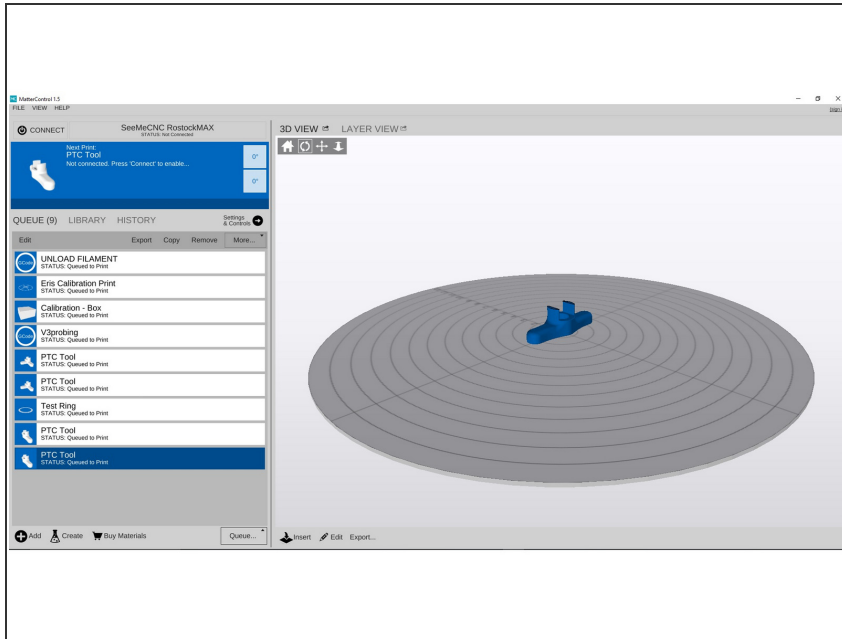 MatterControl 1.5
FILE VIEW HELP
CONNECT
SeeMeCNC RostockMAX
STATUS: Not Connected
Next Print:
PTC Tool
Not connected. Press 'Connect' to enable...
0°
0°
QUEUE (9) LIBRARY HISTORY
Settings
& Controls
Edit Export Copy Remove More...
GCode
UNLOAD FILAMENT
STATUS: Queued to Print
Eris Calibration Print
STATUS: Queued to Print
Calibration - Box
STATUS: Queued to Print
GCode
V3probing
STATUS: Queued to Print
PTC Tool
STATUS: Queued to Print
PTC Tool
STATUS: Queued to Print
Test Ring
STATUS: Queued to Print
PTC Tool
STATUS: Queued to Print
PTC Tool
STATUS: Queued to Print
Add Create Buy Materials Queue...
3D VIEW LAYER VIEW
Insert Edit Export...